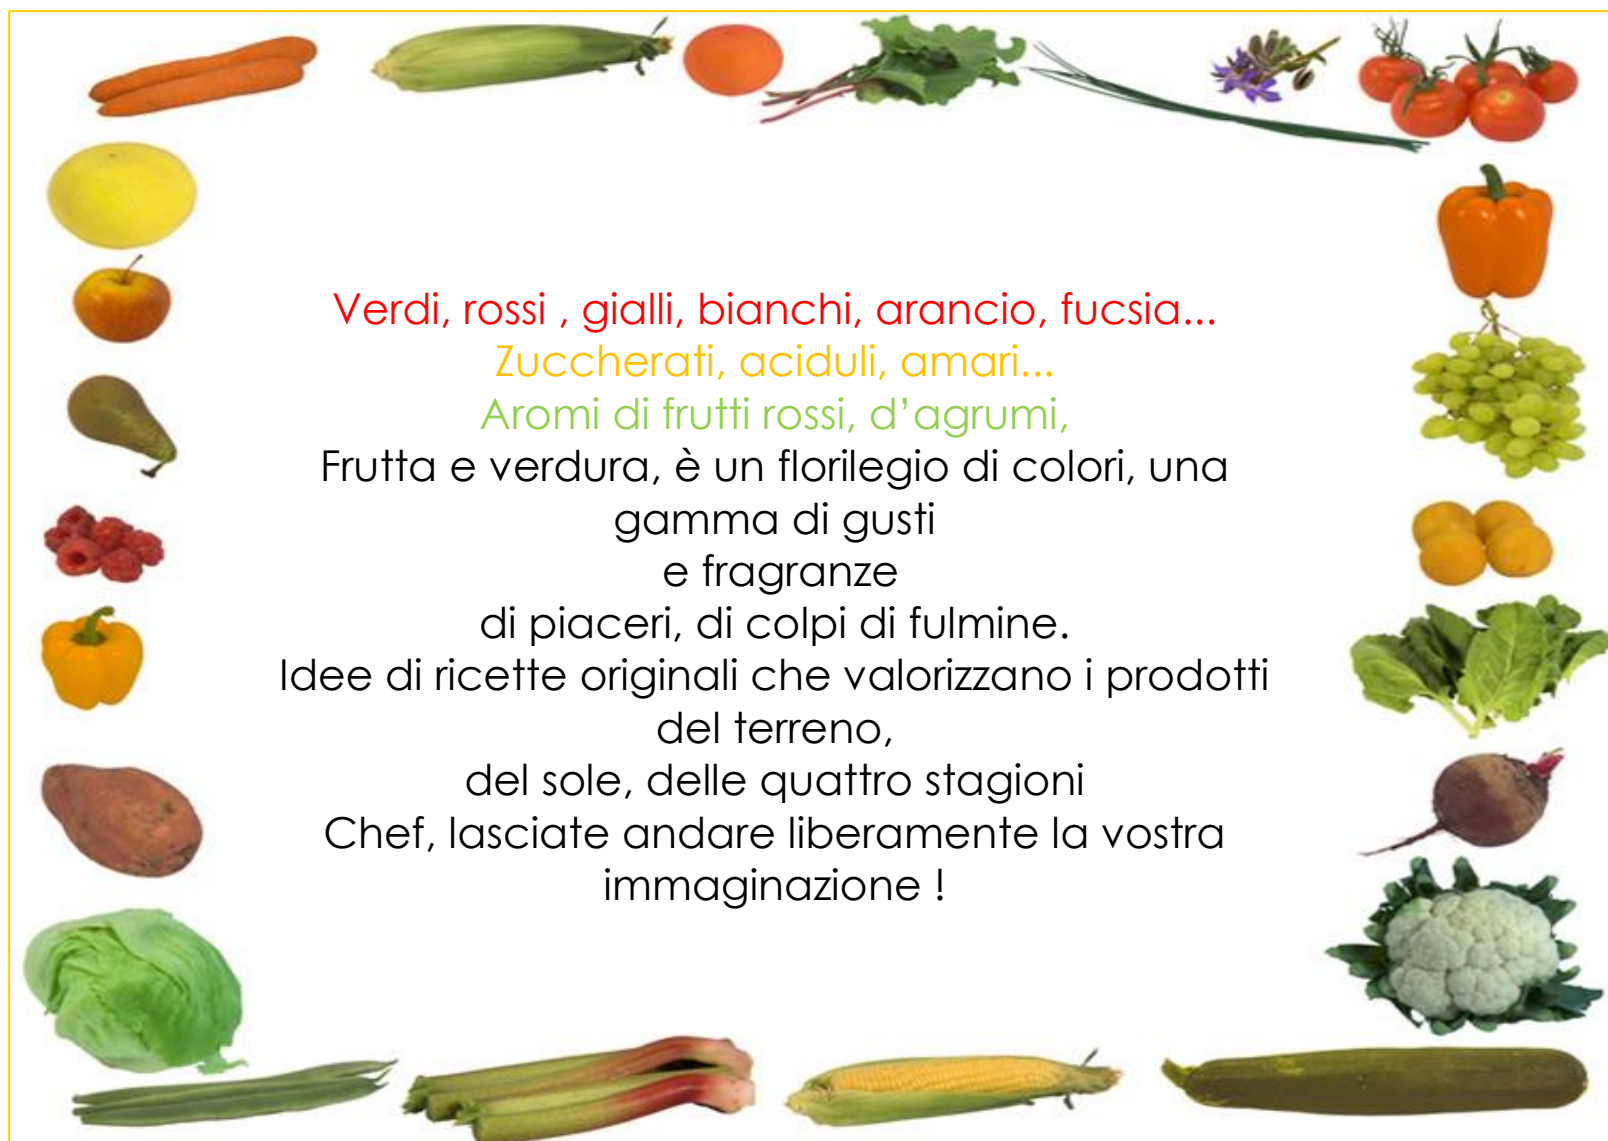 Verdi, rossi , gialli, bianchi, arancio, fucsia...
Zuccherati, aciduli, amari...
Aromi di frutti rossi, d’agrumi,
Frutta e verdura, è un florilegio di colori, una
gamma di gusti
e fragranze
di piaceri, di colpi di fulmine.
Idee di ricette originali che valorizzano i prodotti
del terreno,
del sole, delle quattro stagioni
Chef, lasciate andare liberamente la vostra
immaginazione !